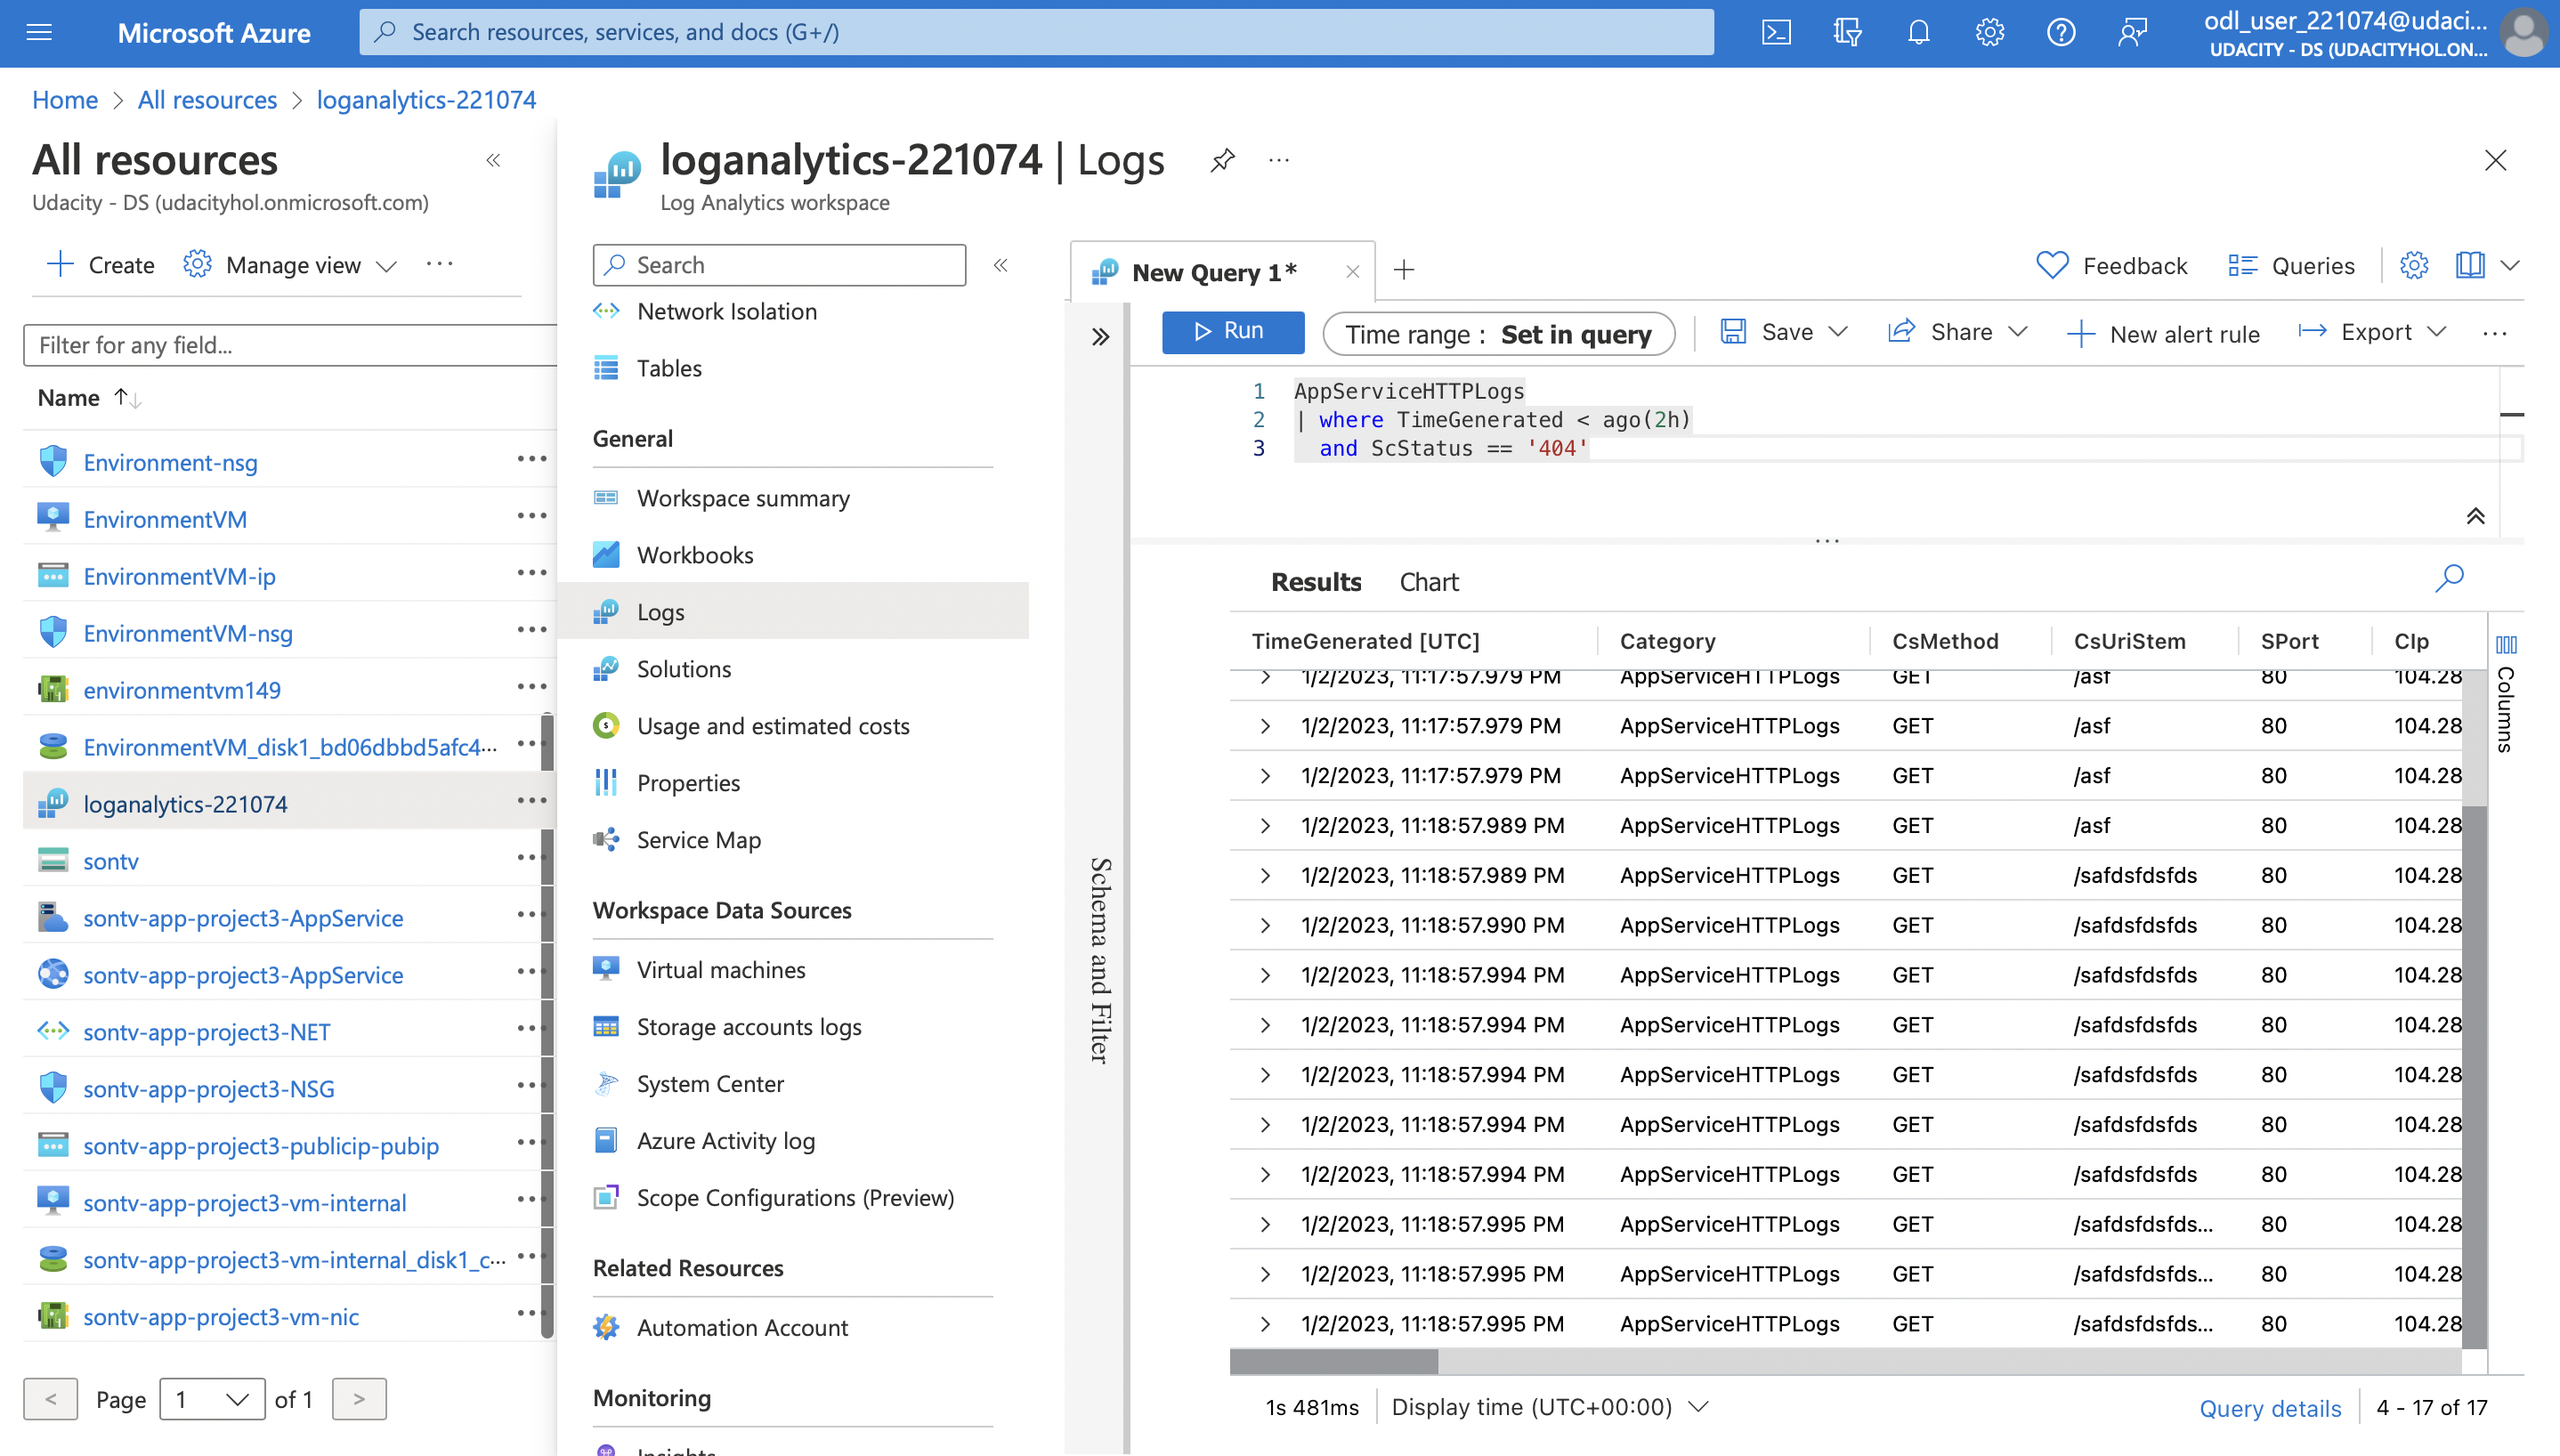 Microsoft Azure
Search resources, services, and docs (G+/)
odl_user_221074@udaci...
UDACITY - DS (UDACITYHOL.ON...
Home > All resources > loganalytics-221074
All resources
Udacity - DS (udacityhol.onmicrosoft.com)
Create
Manage view
Filter for any field...
Name
Environment-nsg
EnvironmentVM
EnvironmentVM-ip
EnvironmentVM-nsg
environmentvm149
EnvironmentVM_disk1_bd06dbbd5afc4...
loganalytics-221074
sontv
sontv-app-project3-AppService
sontv-app-project3-AppService
sontv-app-project3-NET
sontv-app-project3-NSG
sontv-app-project3-publicip-pubip
sontv-app-project3-vm-internal
sontv-app-project3-vm-internal_disk1_c...
sontv-app-project3-vm-nic
< Page 1 of 1 >
loganalytics-221074 | Logs
Log Analytics workspace
Search
Network Isolation
Tables
General
Workspace summary
Workbooks
Logs
Solutions
Usage and estimated costs
Properties
Service Map
Workspace Data Sources
Virtual machines
Storage accounts logs
System Center
Azure Activity log
Scope Configurations (Preview)
Related Resources
Automation Account
Monitoring
Insights
New Query 1*
Feedback
Queries
Run
Time range : Set in query
Save
Share
New alert rule
Export
1 AppServiceHTTPLogs
2 | where TimeGenerated < ago(2h)
3 and ScStatus == '404'
Schema and Filter
Results
Chart
TimeGenerated [UTC] Category CsMethod CsUriStem SPort CIp
1/2/2023, 11:17:57.979 PM AppServiceHTTPLogs GET /asf 80 104.28
1/2/2023, 11:17:57.979 PM AppServiceHTTPLogs GET /asf 80 104.28
1/2/2023, 11:17:57.979 PM AppServiceHTTPLogs GET /asf 80 104.28
1/2/2023, 11:18:57.989 PM AppServiceHTTPLogs GET /asf 80 104.28
1/2/2023, 11:18:57.989 PM AppServiceHTTPLogs GET /safdsfdsfds 80 104.28
1/2/2023, 11:18:57.990 PM AppServiceHTTPLogs GET /safdsfdsfds 80 104.28
1/2/2023, 11:18:57.994 PM AppServiceHTTPLogs GET /safdsfdsfds 80 104.28
1/2/2023, 11:18:57.994 PM AppServiceHTTPLogs GET /safdsfdsfds 80 104.28
1/2/2023, 11:18:57.994 PM AppServiceHTTPLogs GET /safdsfdsfds 80 104.28
1/2/2023, 11:18:57.994 PM AppServiceHTTPLogs GET /safdsfdsfds 80 104.28
1/2/2023, 11:18:57.994 PM AppServiceHTTPLogs GET /safdsfdsfds 80 104.28
1/2/2023, 11:18:57.995 PM AppServiceHTTPLogs GET /safdsfdsfds... 80 104.28
1/2/2023, 11:18:57.995 PM AppServiceHTTPLogs GET /safdsfdsfds... 80 104.28
1/2/2023, 11:18:57.995 PM AppServiceHTTPLogs GET /safdsfdsfds... 80 104.28
Columns
1s 481ms
Display time (UTC+00:00)
Query details
4 - 17 of 17